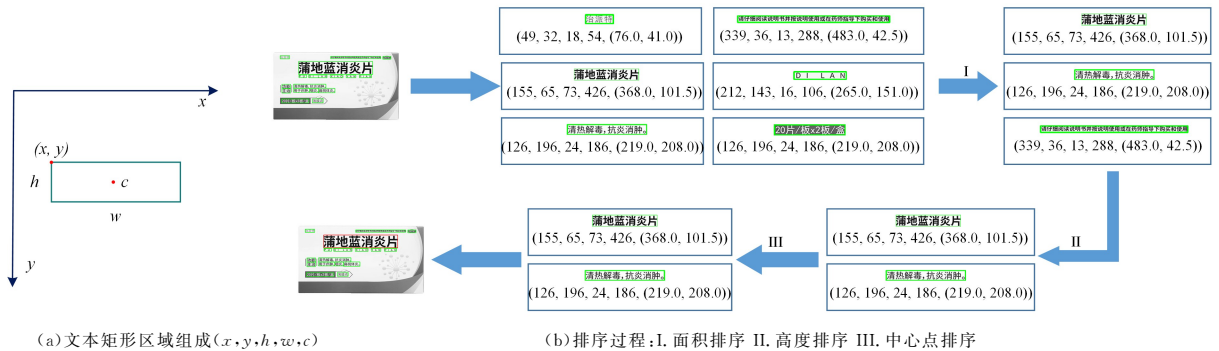 x
(x, y)
h
c
w
y
(a)文本矩形区域组成(x,y,h,w,c)
蒲地蓝消炎片
治派特
(49, 32, 18, 54, (76.0, 41.0))
请仔细阅读说明书并按说明使用或在药师指导下购买和使用
(339, 36, 13, 288, (483.0, 42.5))
蒲地蓝消炎片
(155, 65, 73, 426, (368.0, 101.5))
DI LAN
(212, 143, 16, 106, (265.0, 151.0))
清热解毒,抗炎消肿。
(126, 196, 24, 186, (219.0, 208.0))
20片/板x2板/盒
(126, 196, 24, 186, (219.0, 208.0))
I
蒲地蓝消炎片
(155, 65, 73, 426, (368.0, 101.5))
清热解毒,抗炎消肿。
(126, 196, 24, 186, (219.0, 208.0))
请仔细阅读说明书并按说明使用或在药师指导下购买和使用
(339, 36, 13, 288, (483.0, 42.5))
II
蒲地蓝消炎片
(155, 65, 73, 426, (368.0, 101.5))
清热解毒,抗炎消肿。
(126, 196, 24, 186, (219.0, 208.0))
III
蒲地蓝消炎片
(155, 65, 73, 426, (368.0, 101.5))
清热解毒,抗炎消肿。
(126, 196, 24, 186, (219.0, 208.0))
蒲地蓝消炎片
(b)排序过程:I. 面积排序 II. 高度排序 III. 中心点排序